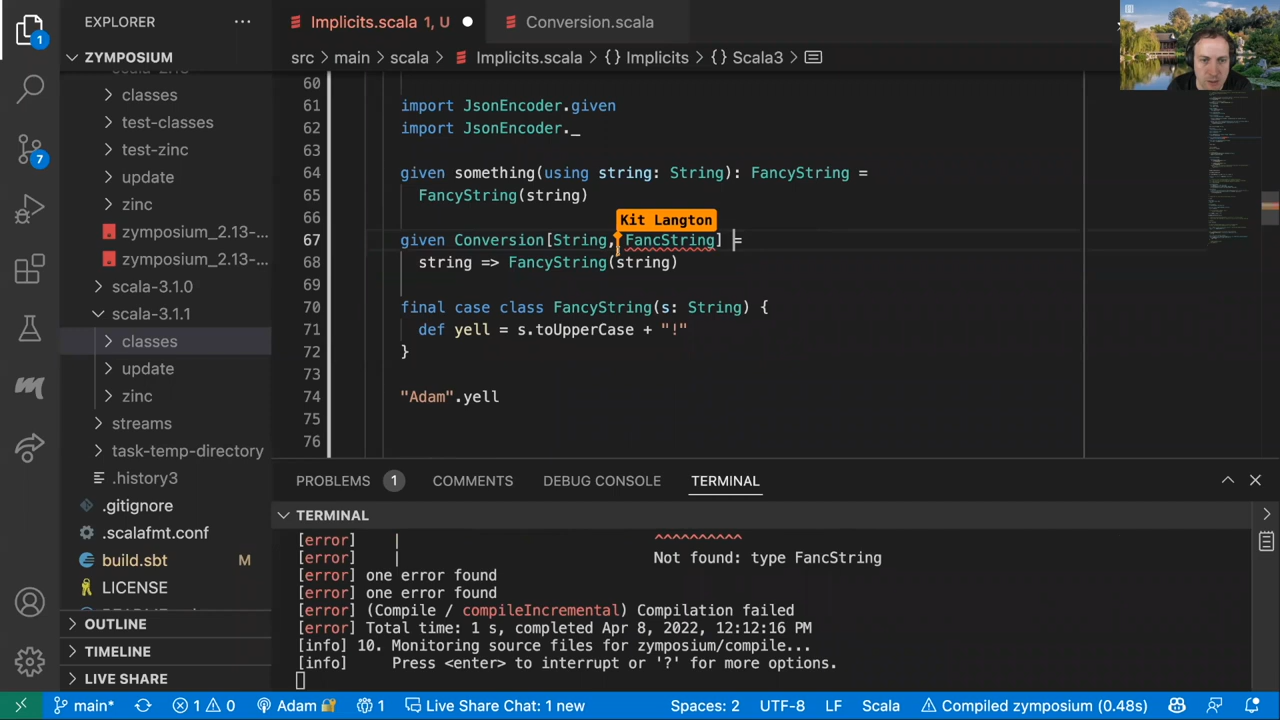 EXPLORER
Implicits.scala 1, U
Conversion.scala
ZYMPOSIUM
src main scala Implicits.scala {} Implicits {} Scala3
classes
test-classes
test-zinc
update
zinc
zymposium_2.13-...
zymposium_2.13-...
scala-3.1.0
scala-3.1.1
classes
update
zinc
streams
task-temp-directory
.history3
.gitignore
.scalafmt.conf
build.sbt M
LICENSE
OUTLINE
TIMELINE
LIVE SHARE
60
61 import JsonEncoder.given
62 import JsonEncoder._
63
64 given something(using string: String): FancyString =
65 FancyString(string)
66 Kit Langton
67 given Conversion[String, FancString] =
68 string => FancyString(string)
69
70 final case class FancyString(s: String) {
71 def yell = s.toUpperCase + "!"
72 }
73
74 "Adam".yell
75
76
PROBLEMS 1 COMMENTS DEBUG CONSOLE TERMINAL
TERMINAL
[error] | ^^^^^^^^^^
[error] | Not found: type FancString
[error] one error found
[error] one error found
[error] (Compile / compileIncremental) Compilation failed
[error] Total time: 1 s, completed Apr 8, 2022, 12:12:16 PM
[info] 10. Monitoring source files for zymposium/compile...
[info] Press <enter> to interrupt or '?' for more options.
1
7
main* 1 0 Adam 1 Live Share Chat: 1 new Spaces: 2 UTF-8 LF Scala Compiled zymposium (0.48s)